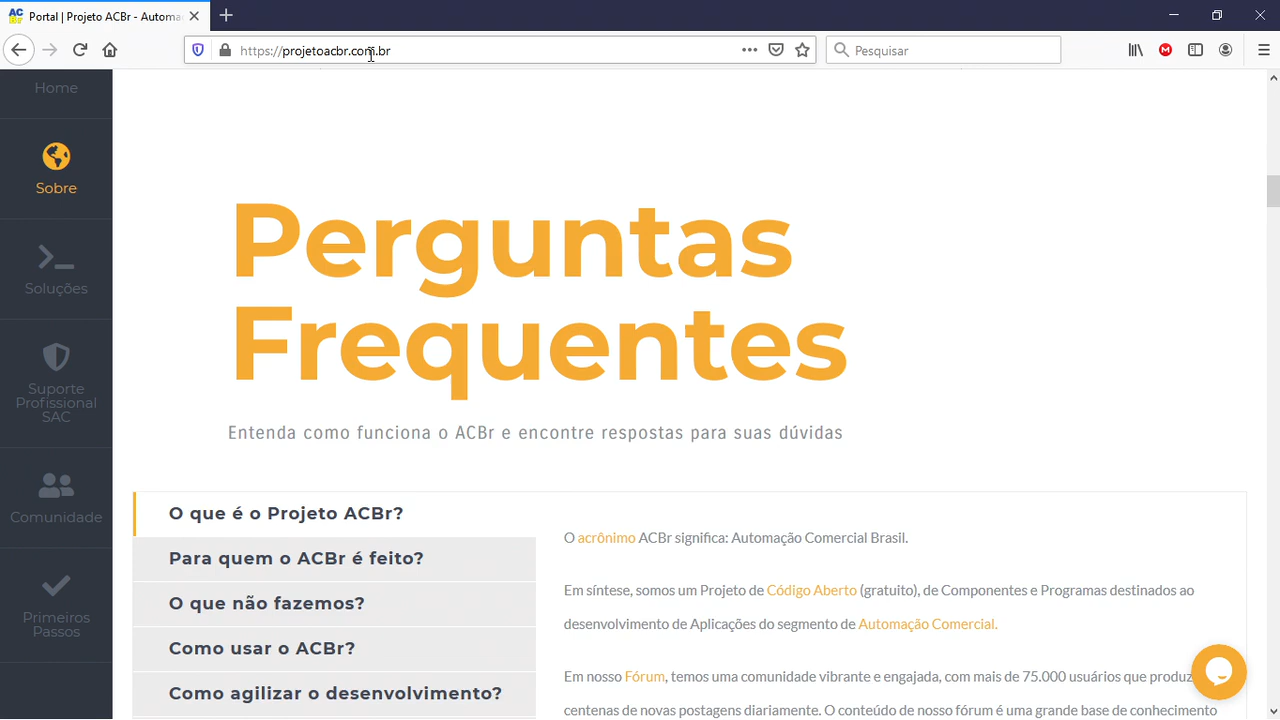 AC
Br
Portal | Projeto ACBr - Automa
https://projetoacbr.com.br
Pesquisar
Home
Sobre
Soluções
Suporte
Profissional
SAC
Comunidade
Primeiros
Passos
Perguntas
Frequentes
Entenda como funciona o ACBr e encontre respostas para suas dúvidas
O que é o Projeto ACBr?
Para quem o ACBr é feito?
O que não fazemos?
Como usar o ACBr?
Como agilizar o desenvolvimento?
O acrônimo ACBr significa: Automação Comercial Brasil.
Em síntese, somos um Projeto de Código Aberto (gratuito), de Componentes e Programas destinados ao
desenvolvimento de Aplicações do segmento de Automação Comercial.
Em nosso Fórum, temos uma comunidade vibrante e engajada, com mais de 75.000 usuários que produz
centenas de novas postagens diariamente. O conteúdo de nosso fórum é uma grande base de conhecimento